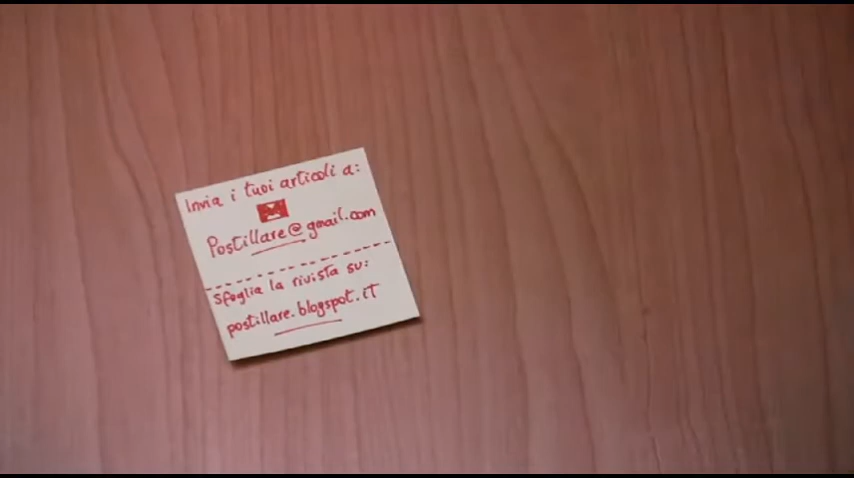 Invia i tuoi articoli a:
Postillare@gmail.com
Sfoglia la rivista su:
postillare.blogspot.it